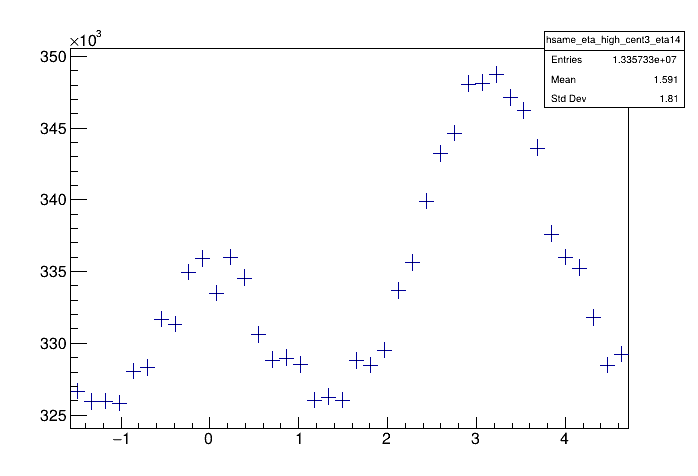 ×10³
hsame_eta_high_cent3_eta14
Entries 1.335733e+07
Mean 1.591
Std Dev 1.81
350
345
340
335
330
325
−1 0 1 2 3 4